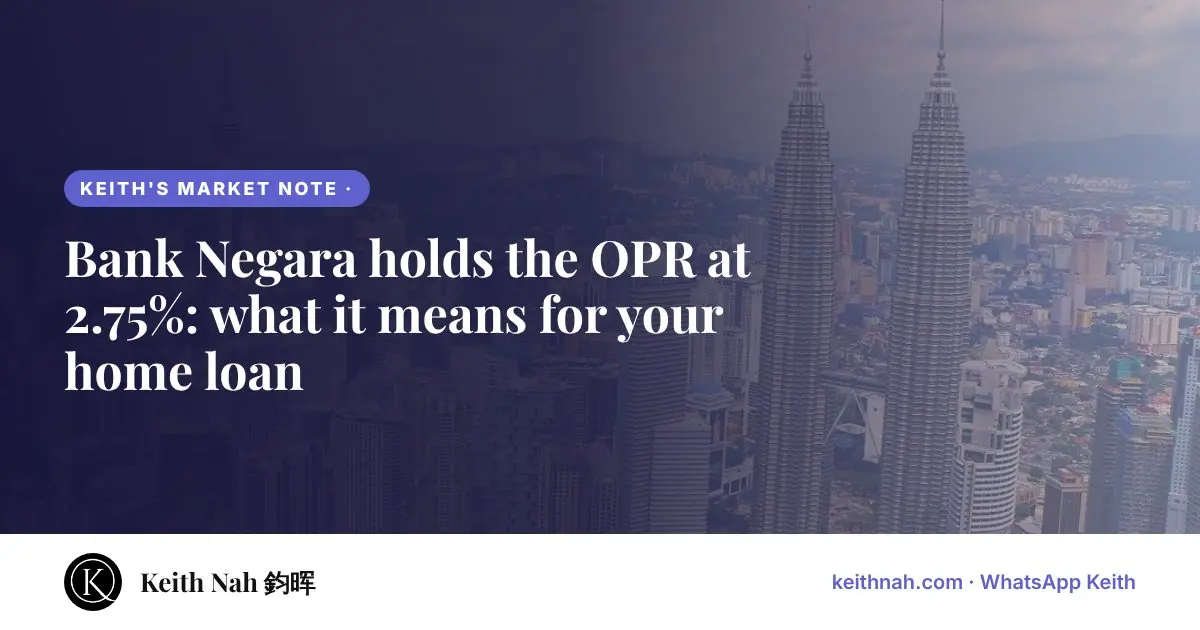 KEITH'S MARKET NOTE ·
Bank Negara holds the OPR at
2.75%: what it means for your
home loan
K
Keith Nah 鈞晖
keithnah.com · WhatsApp Keith